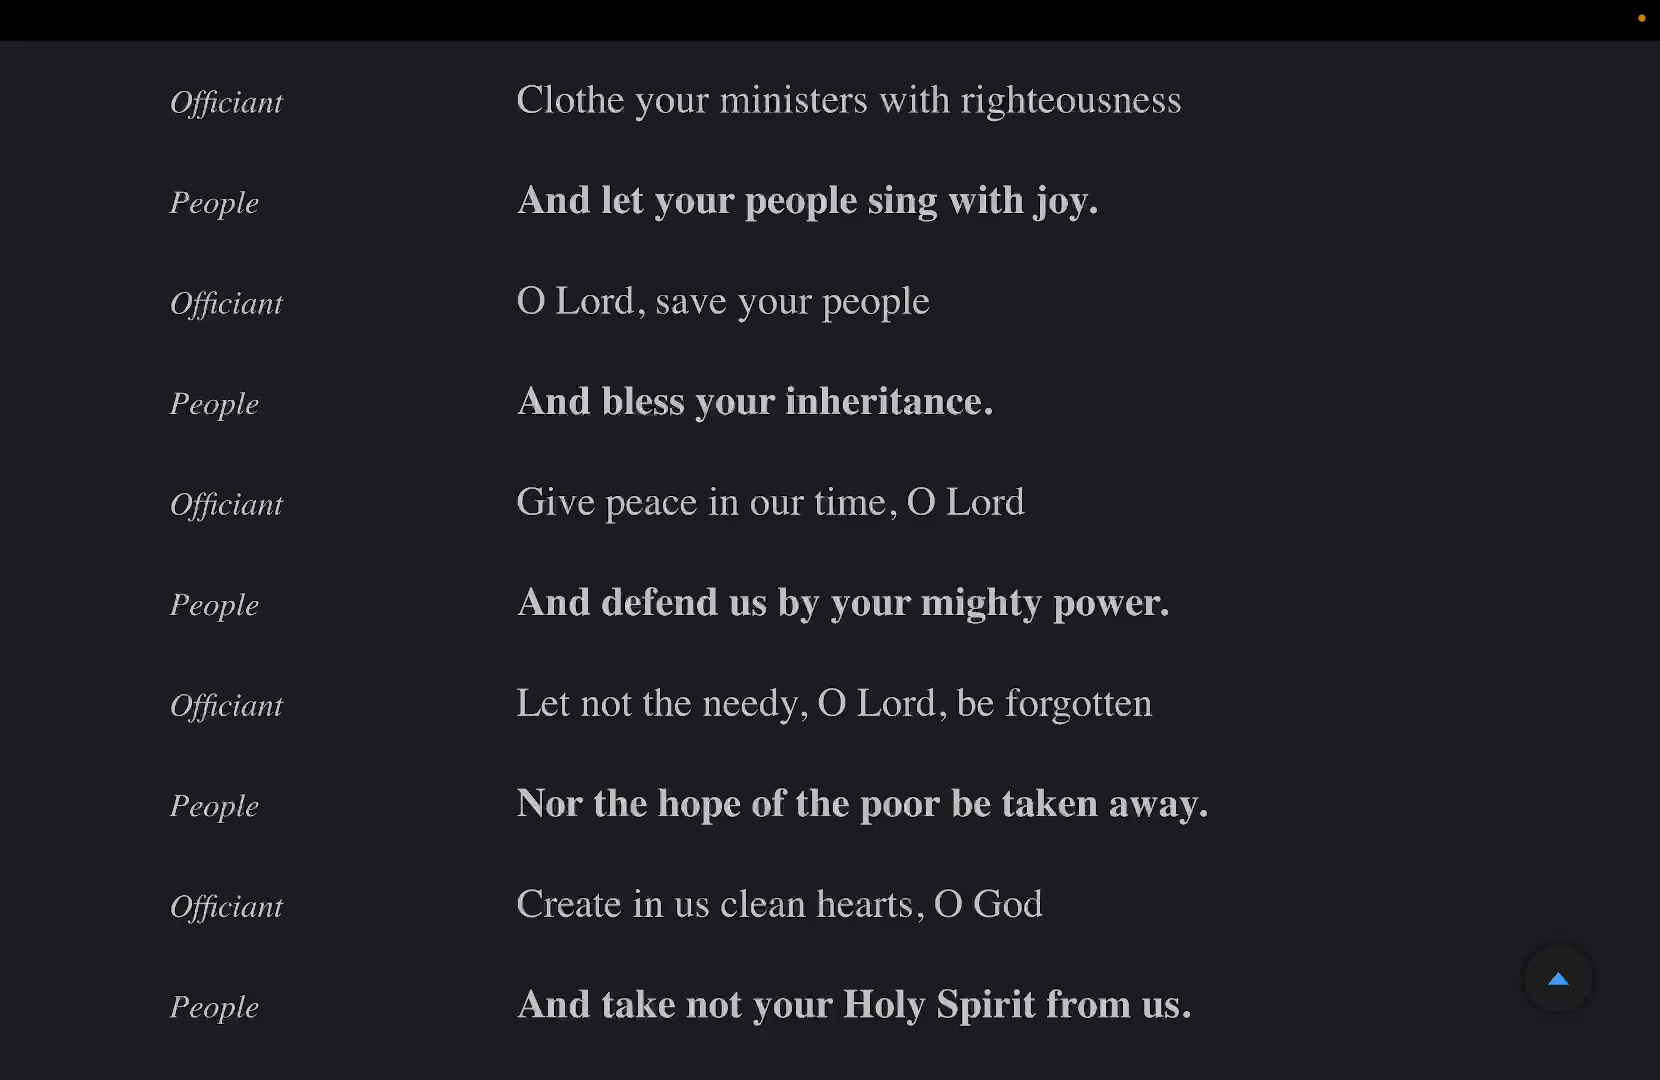 Officiant Clothe your ministers with righteousness
People And let your people sing with joy.
Officiant O Lord, save your people
People And bless your inheritance.
Officiant Give peace in our time, O Lord
People And defend us by your mighty power.
Officiant Let not the needy, O Lord, be forgotten
People Nor the hope of the poor be taken away.
Officiant Create in us clean hearts, O God
People And take not your Holy Spirit from us.